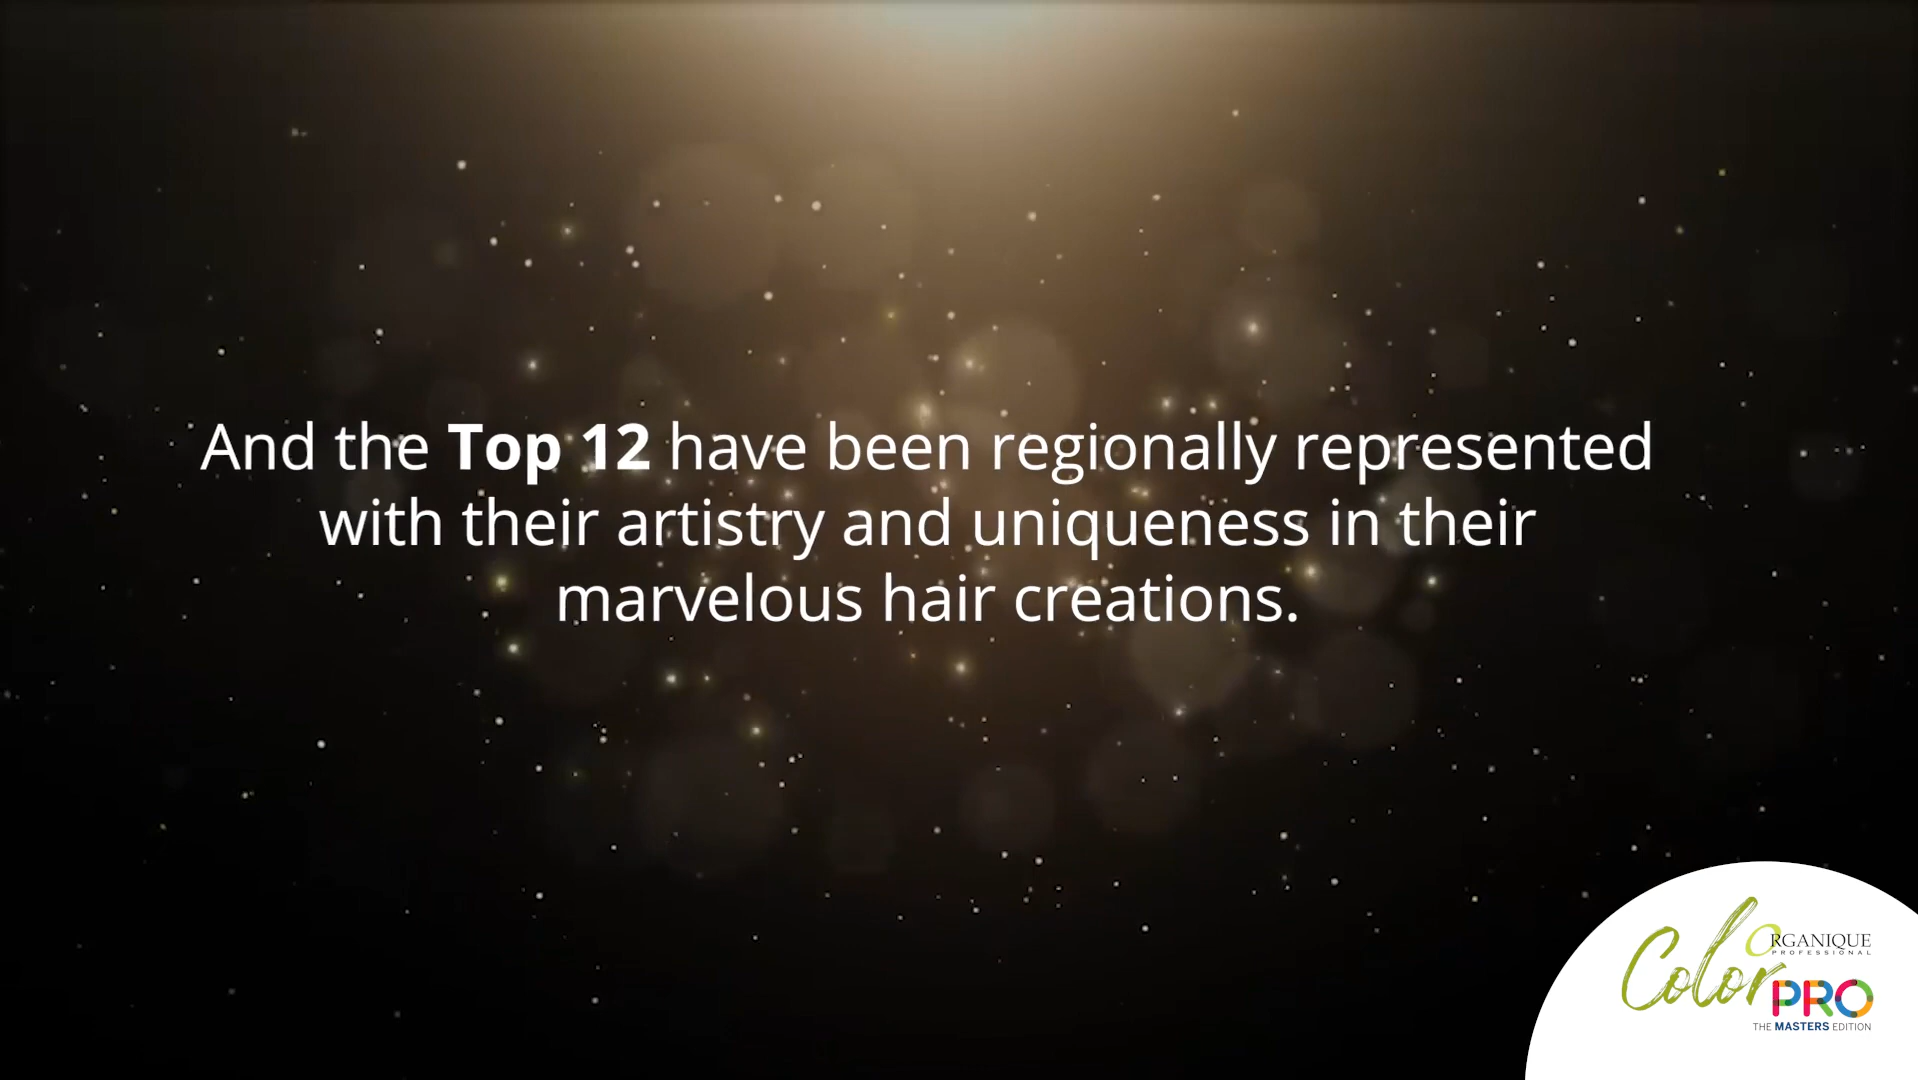 And the Top 12 have been regionally represented
with their artistry and uniqueness in their
marvelous hair creations.
ORGANIQUE
PROFESSIONAL
Color PRO
THE MASTERS EDITION